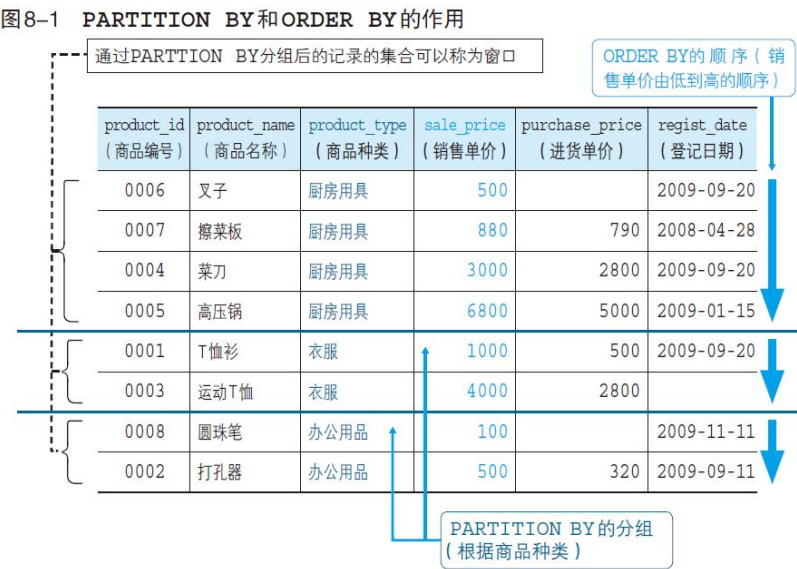 图8-1 PARTITION BY和ORDER BY的作用
通过PARTTION BY分组后的记录的集合可以称为窗口
ORDER BY的顺序(销
售单价由低到高的顺序)
product_id product_name product_type sale_price purchase_price regist_date
(商品编号) (商品名称) (商品种类) (销售单价) (进货单价) (登记日期)
0006 叉子 厨房用具 500 2009-09-20
0007 擦菜板 厨房用具 880 790 2008-04-28
0004 菜刀 厨房用具 3000 2800 2009-09-20
0005 高压锅 厨房用具 6800 5000 2009-01-15
0001 T恤衫 衣服 1000 500 2009-09-20
0003 运动T恤 衣服 4000 2800
0008 圆珠笔 办公用品 100 2009-11-11
0002 打孔器 办公用品 500 320 2009-09-11
PARTITION BY的分组
(根据商品种类)